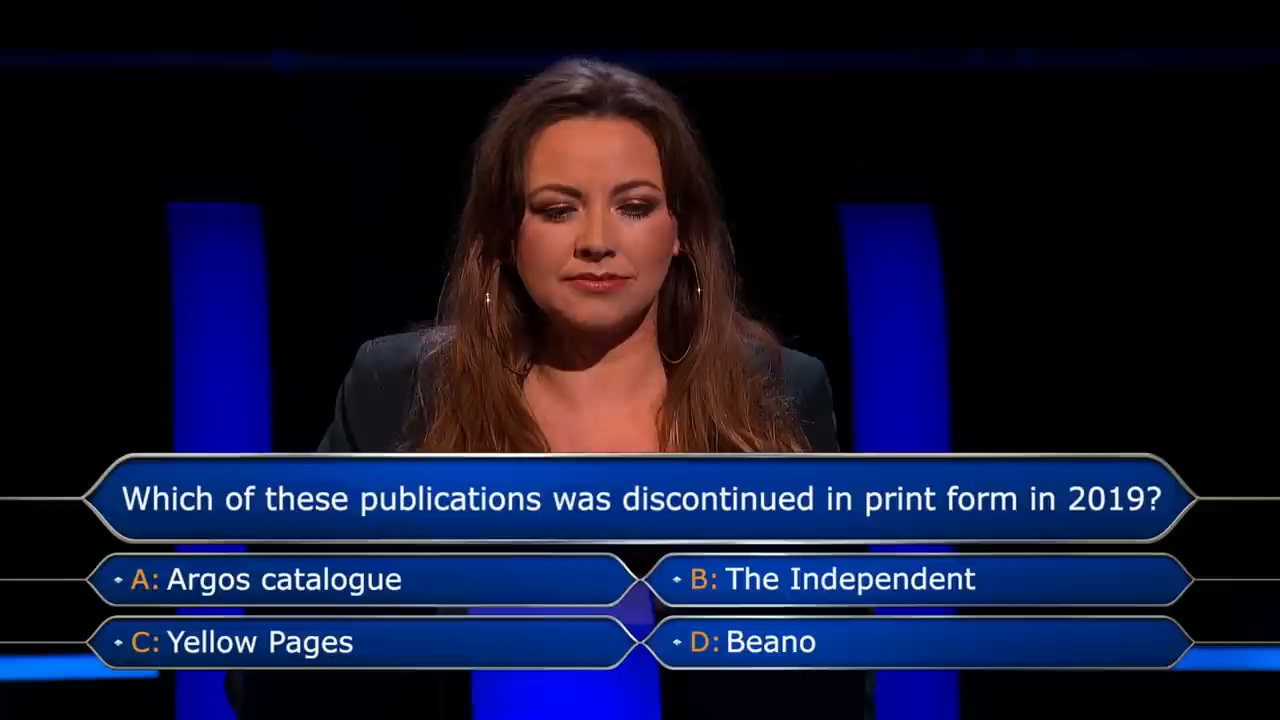 Which of these publications was discontinued in print form in 2019?
A: Argos catalogue
B: The Independent
C: Yellow Pages
D: Beano